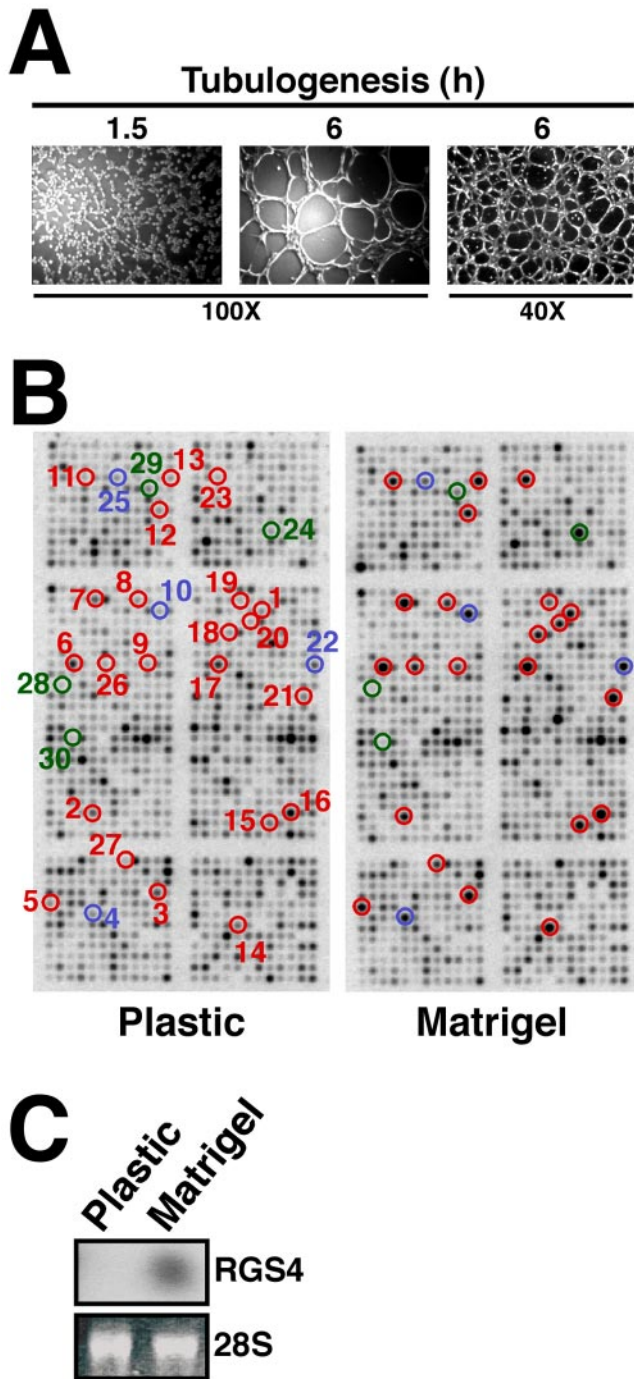 A
Tubulogenesis (h)
1.5 6 6
100X 40X
B
29 13
11 25 23
12 24
7 8 10 19 1
18 20
6 9 22
28 26 17 21
30
2 15 16
27
5 4 3 14
Plastic Matrigel
C
Plastic Matrigel
RGS4
28S